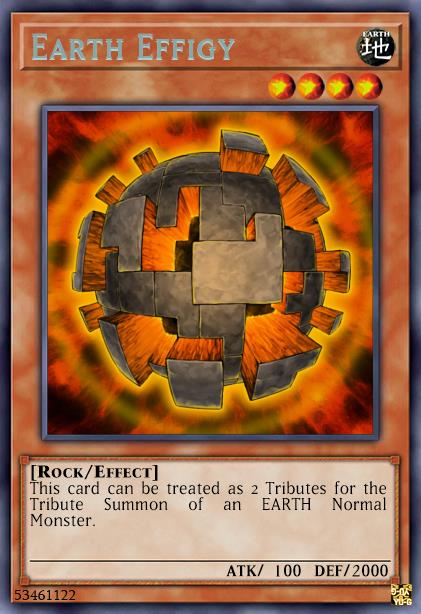 EARTH EFFIGY
EARTH
地
[ROCK/EFFECT]
This card can be treated as 2 Tributes for the
Tribute Summon of an EARTH Normal
Monster.
ATK/ 100 DEF/2000
53461122